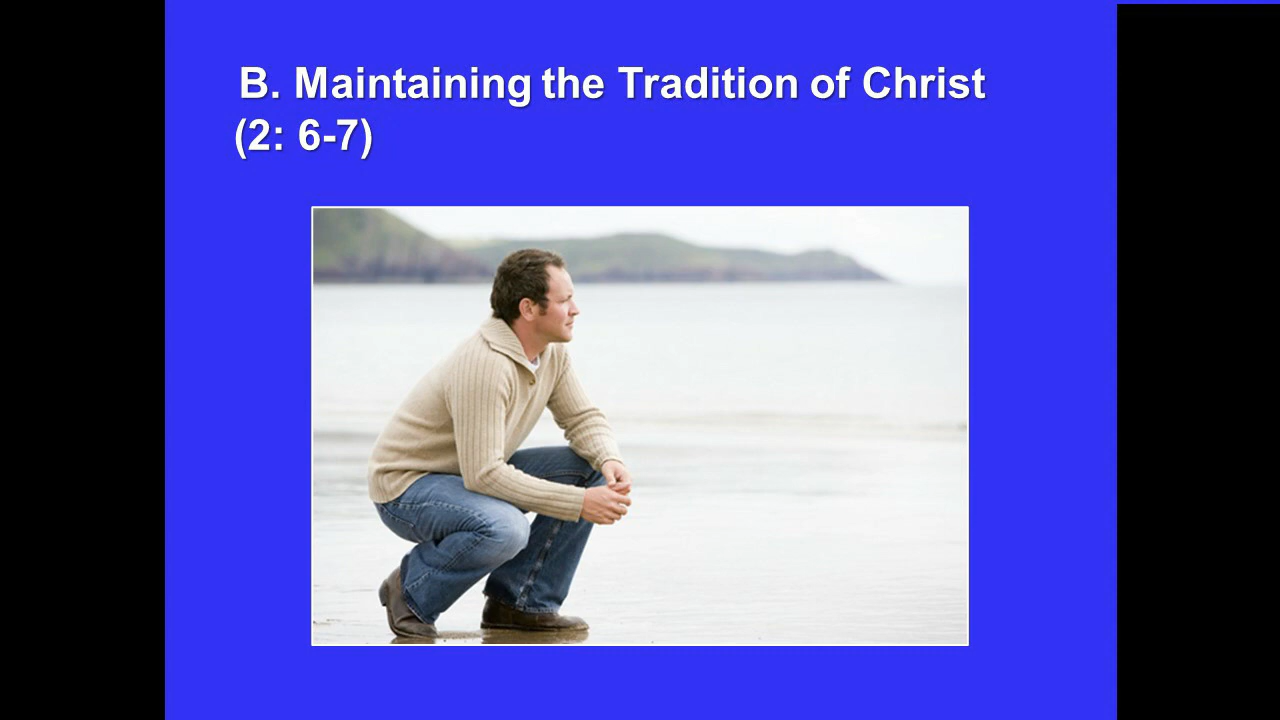 B. Maintaining the Tradition of Christ
(2: 6-7)